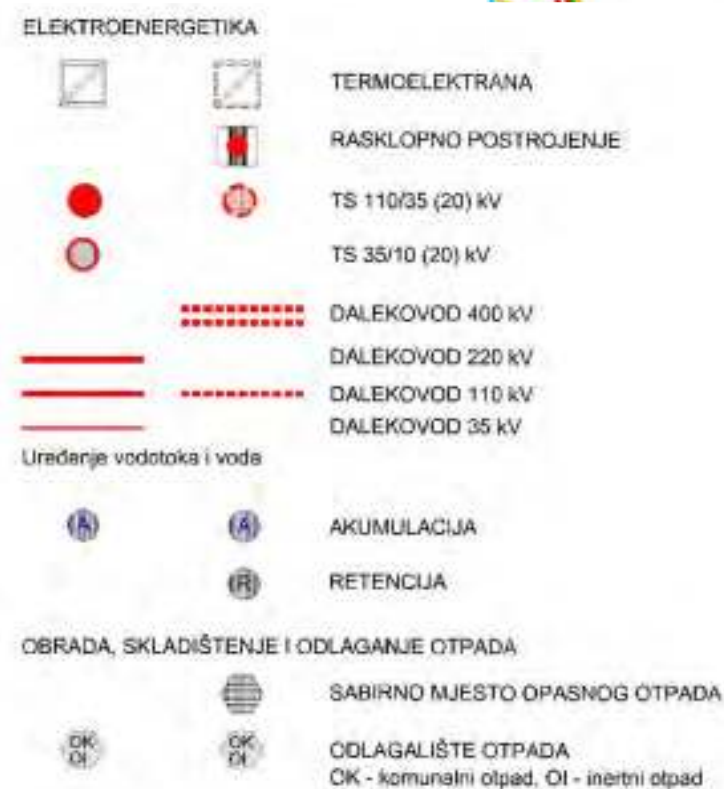 ELEKTROENERGETIKA
TERMOELEKTRANA
RASKLOPNO POSTROJENJE
TS 110/35 (20) kV
TS 35/10 (20) kV
DALEKOVOD 400 kV
DALEKOVOD 220 kV
DALEKOVOD 110 kV
DALEKOVOD 35 kV
Uređenje vodotoka i voda
A A AKUMULACIJA
R RETENCIJA
OBRADA, SKLADIŠTENJE I ODLAGANJE OTPADA
SABIRNO MJESTO OPASNOG OTPADA
OK OK
OI OI
ODLAGALIŠTE OTPADA
OK - komunalni otpad, OI - inertni otpad